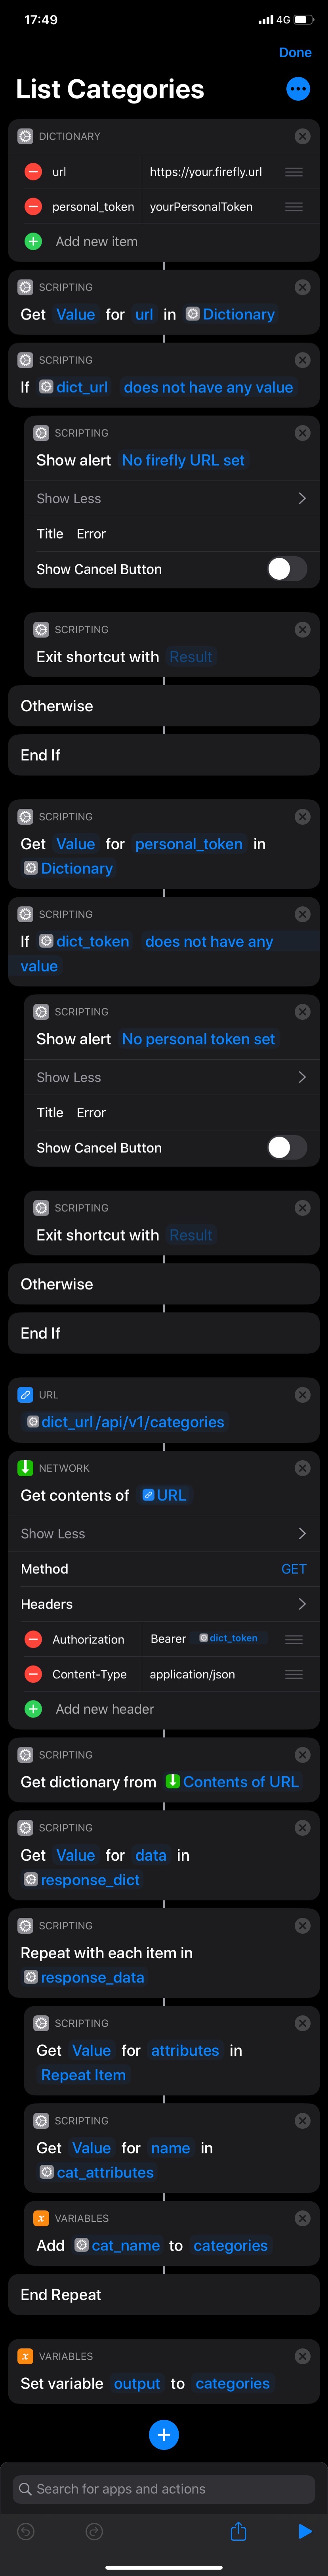 17:49
4G
Done
List Categories
DICTIONARY
url https://your.firefly.url
personal_token yourPersonalToken
Add new item
SCRIPTING
Get Value for url in Dictionary
SCRIPTING
If dict_url does not have any value
SCRIPTING
Show alert No firefly URL set
Show Less
Title Error
Show Cancel Button
SCRIPTING
Exit shortcut with Result
Otherwise
End If
SCRIPTING
Get Value for personal_token in
Dictionary
SCRIPTING
If dict_token does not have any
value
SCRIPTING
Show alert No personal token set
Show Less
Title Error
Show Cancel Button
SCRIPTING
Exit shortcut with Result
Otherwise
End If
URL
dict_url/api/v1/categories
NETWORK
Get contents of URL
Show Less
Method GET
Headers
Authorization Bearer dict_token
Content-Type application/json
Add new header
SCRIPTING
Get dictionary from Contents of URL
SCRIPTING
Get Value for data in
response_dict
SCRIPTING
Repeat with each item in
response_data
SCRIPTING
Get Value for attributes in
Repeat Item
SCRIPTING
Get Value for name in
cat_attributes
VARIABLES
Add cat_name to categories
End Repeat
VARIABLES
Set variable output to categories
Search for apps and actions